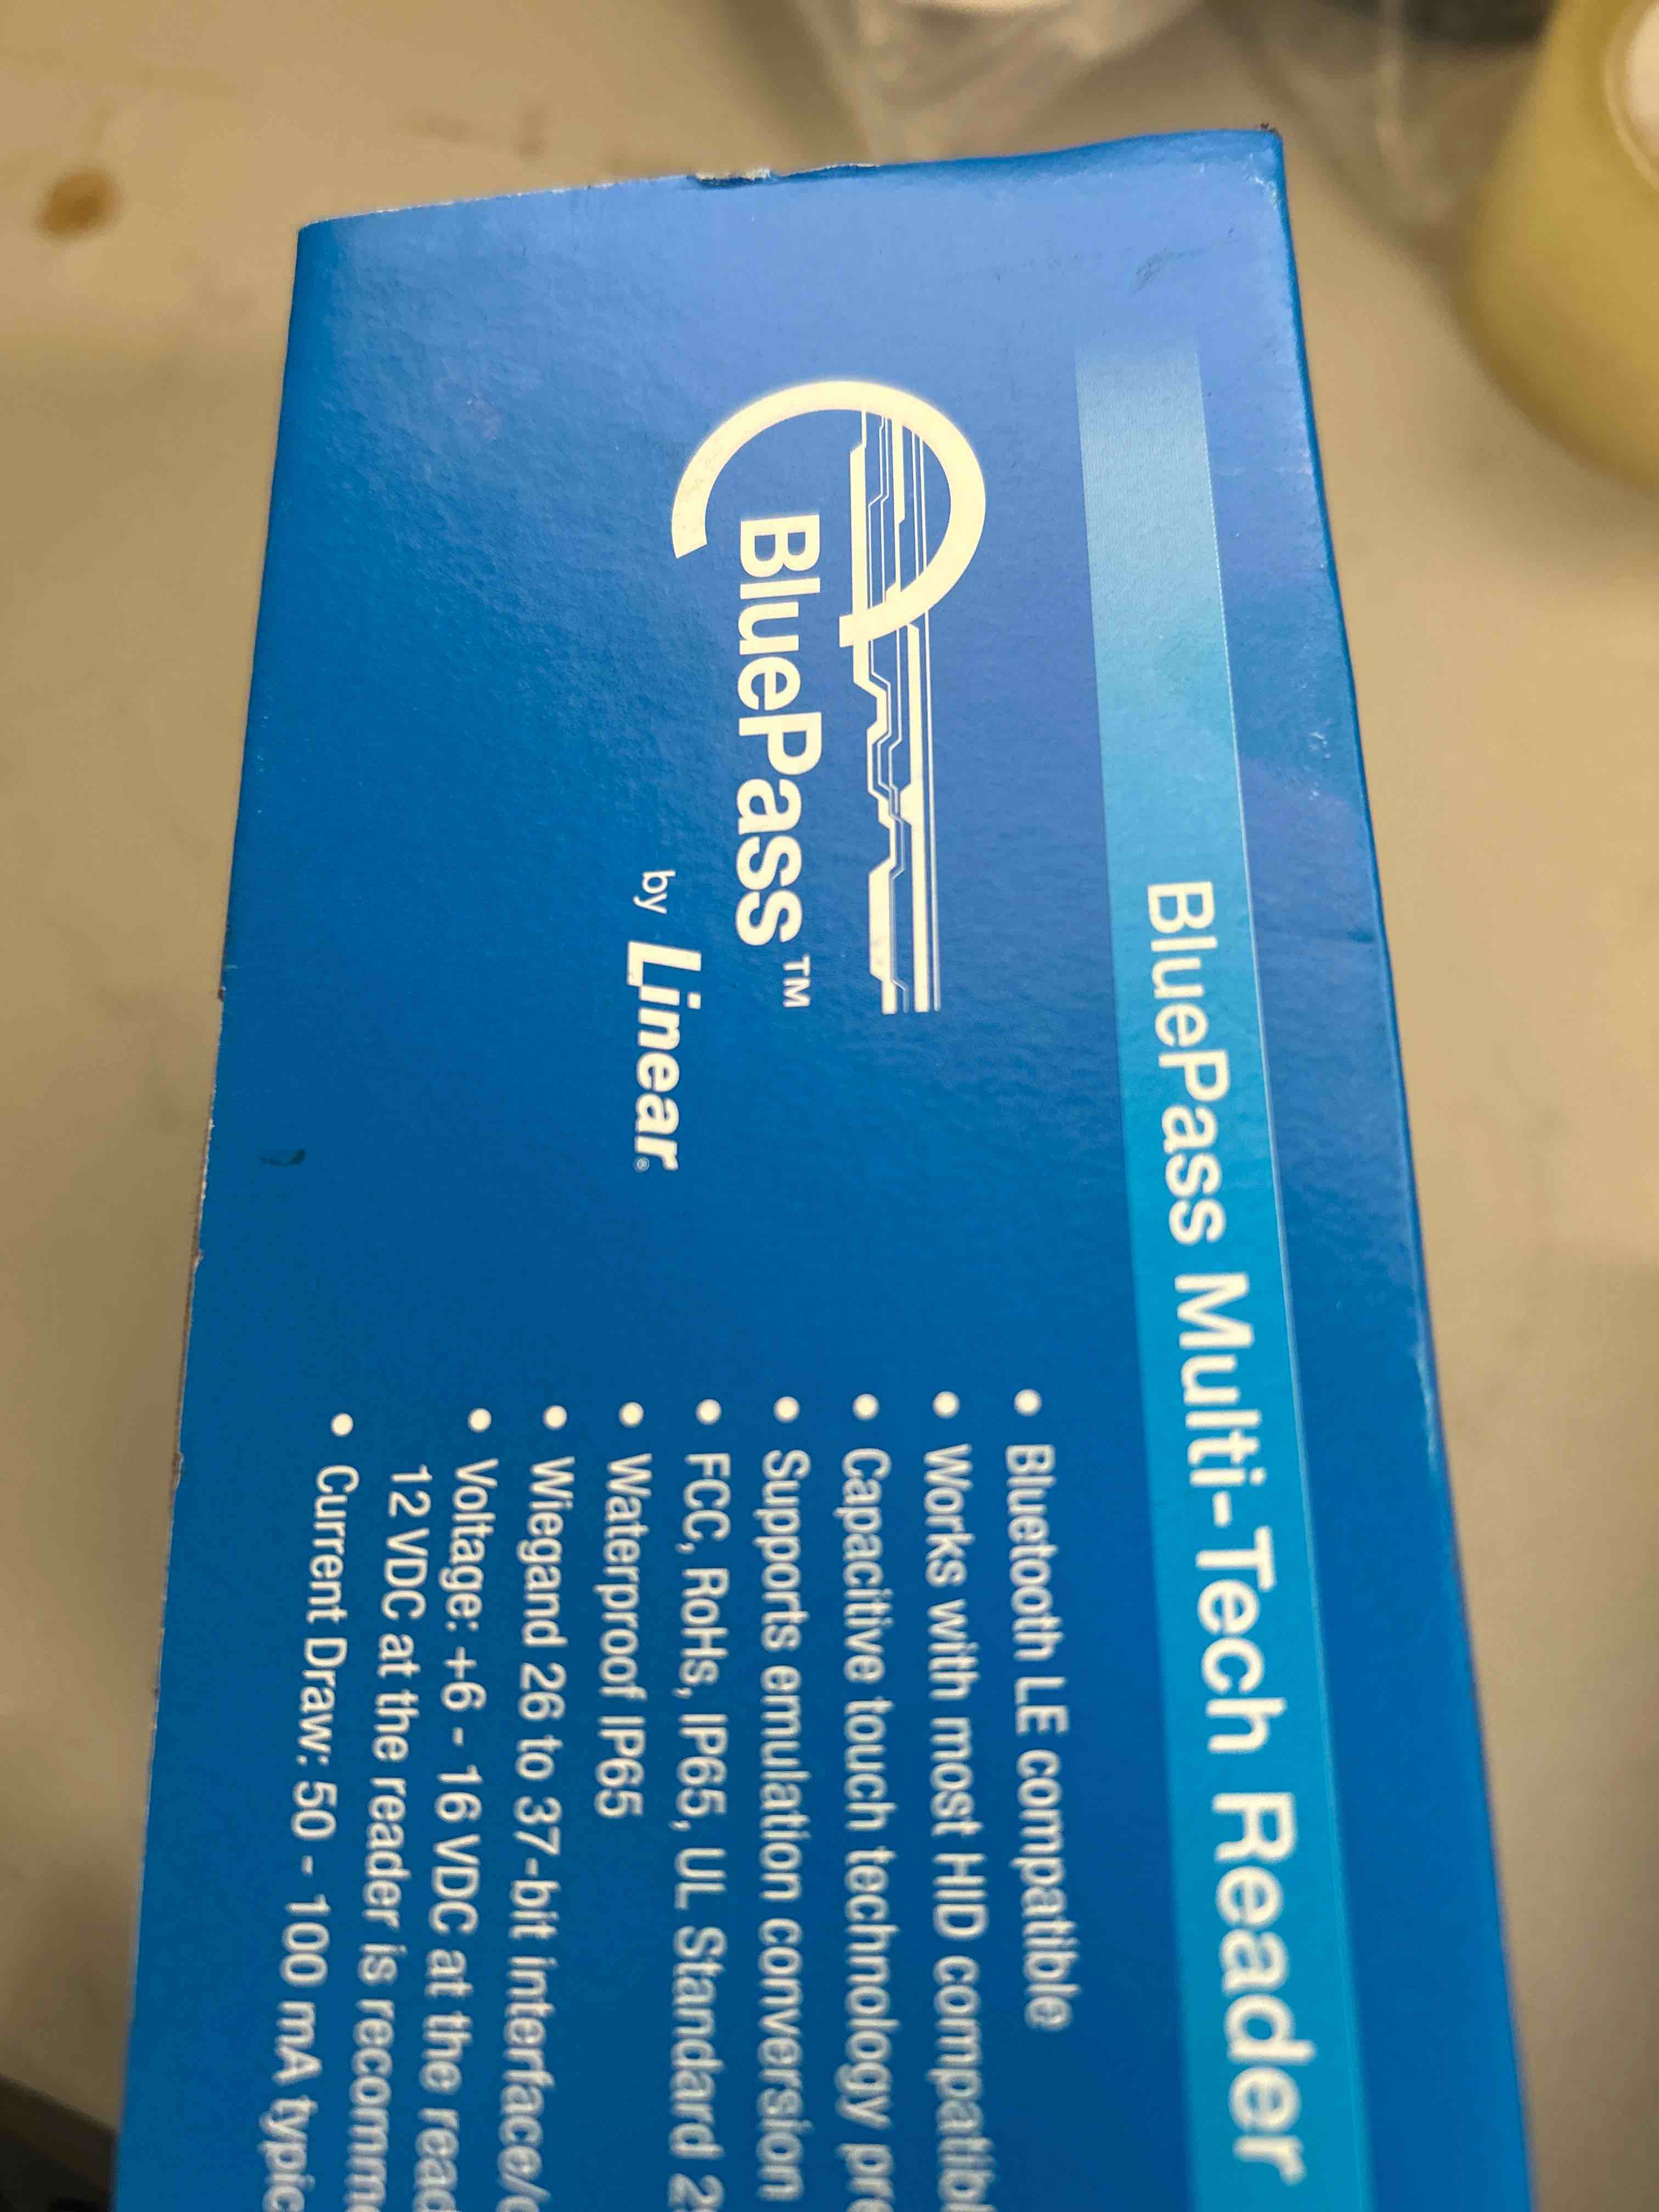 BluePass Multi-Tech Reader
BluePass™
by Linear®
• Bluetooth LE compatible
• Works with most HID
• Capacitive touch technology
• Supports emulation conversion
• FCC, RoHs, IP65, UL Standard
• Waterproof IP65
• Wiegand 26 to 37-bit interface/
• Voltage: +6 - 16 VDC at the
12 VDC at the reader is
• Current Draw: 50 - 100 mA